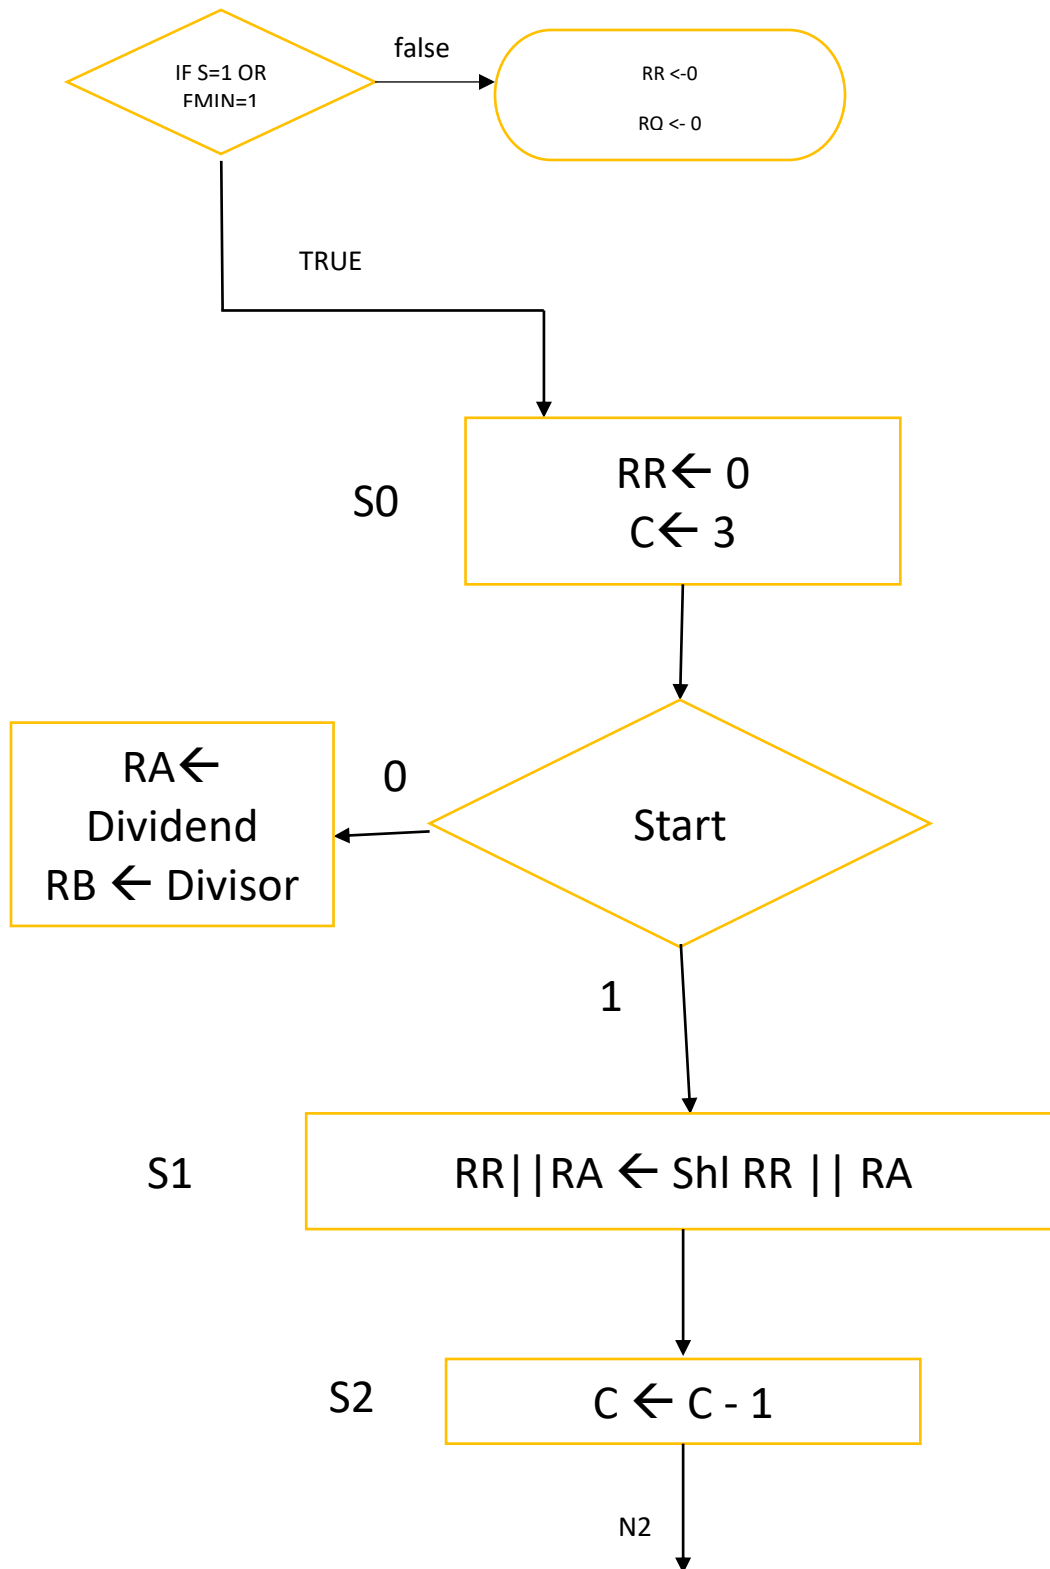 IF S=1 OR
FMIN=1
false
RR <-0
RQ <- 0
TRUE
S0
RR← 0
C← 3
RA←
Dividend
RB ← Divisor
0
Start
1
S1
RR||RA ← Shl RR || RA
S2
C ← C - 1
N2